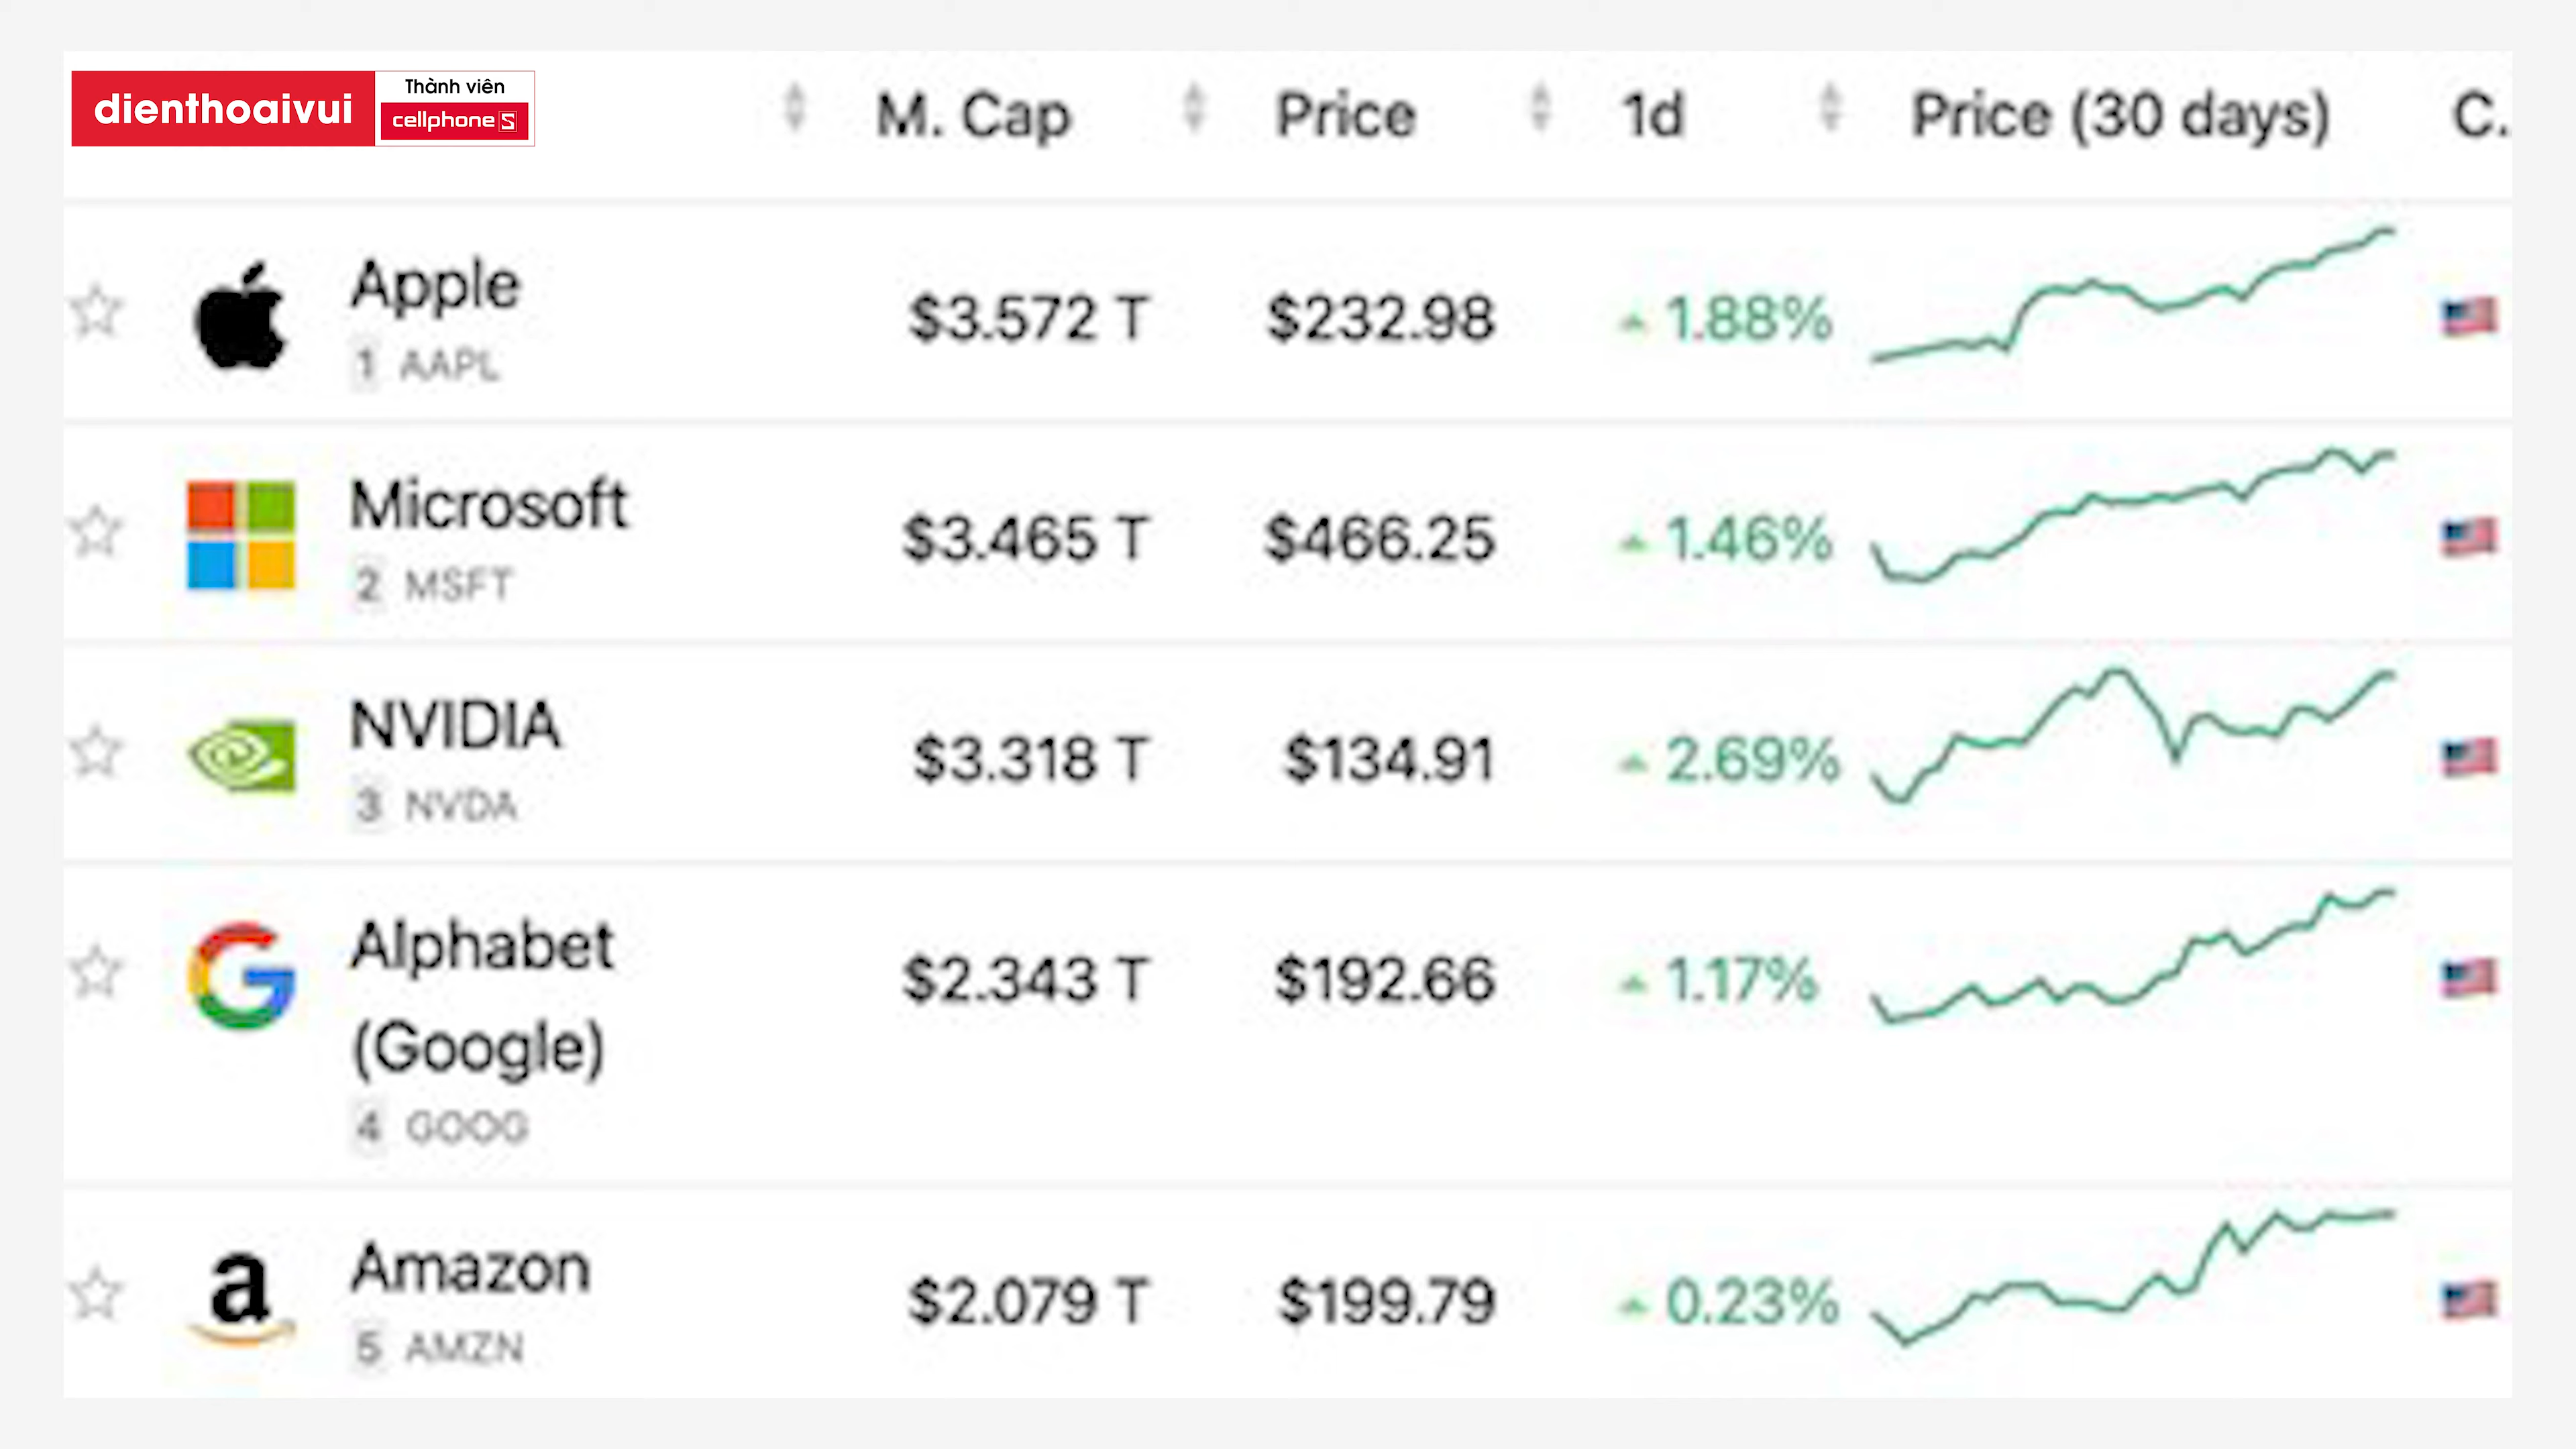 dienthoaivui Thành viên
cellphoneS
M. Cap Price 1d Price (30 days) C.
Apple
1 AAPL
$3.572 T $232.98 1.88%
Microsoft
2 MSFT
$3.465 T $466.25 1.46%
NVIDIA
3 NVDA
$3.318 T $134.91 2.69%
Alphabet
(Google)
4 GOOG
$2.343 T $192.66 1.17%
Amazon
5 AMZN
$2.079 T $199.79 0.23%
a